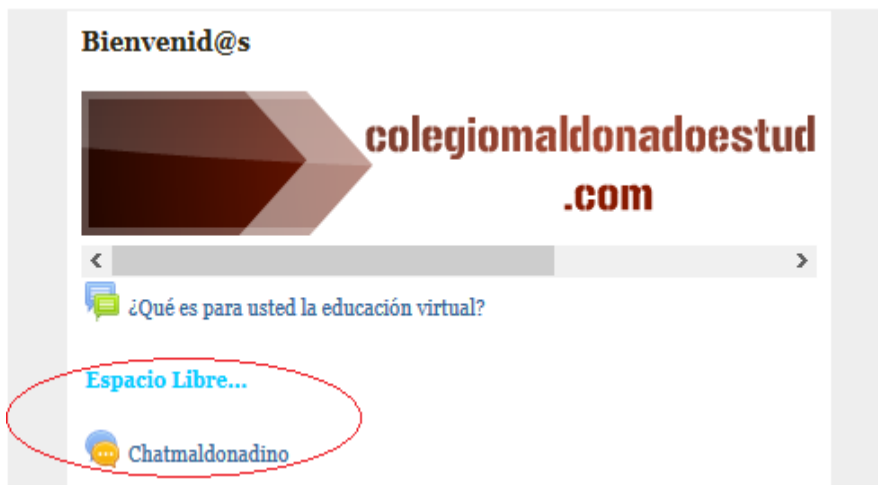 Bienvenid@s
colegiomaldonadoestud
.com
¿Qué es para usted la educación virtual?
Espacio Libre...
Chatmaldonadino